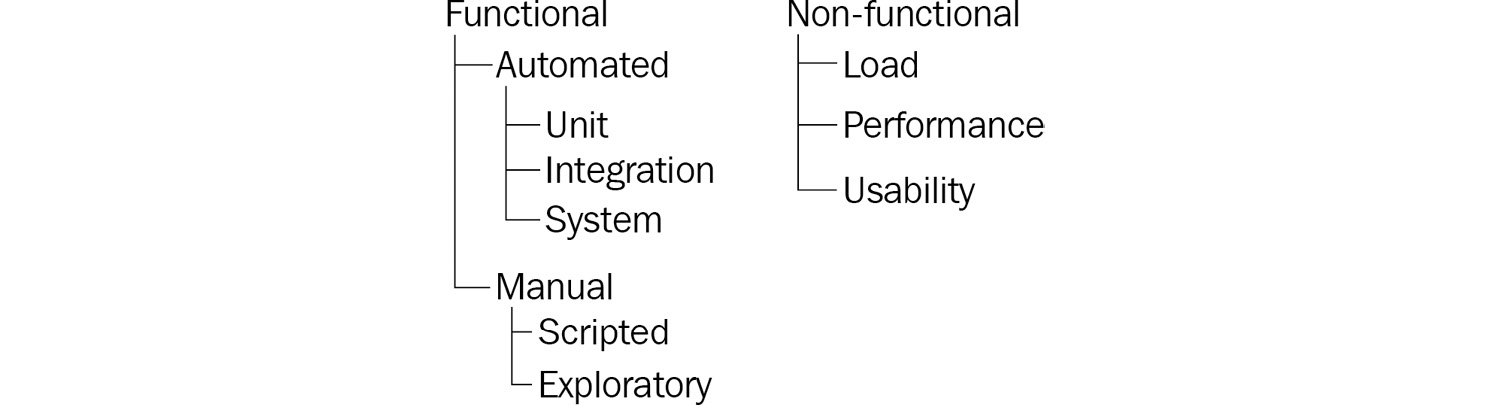 Functional
Automated
Unit
Integration
System
Manual
Scripted
Exploratory
Non-functional
Load
Performance
Usability